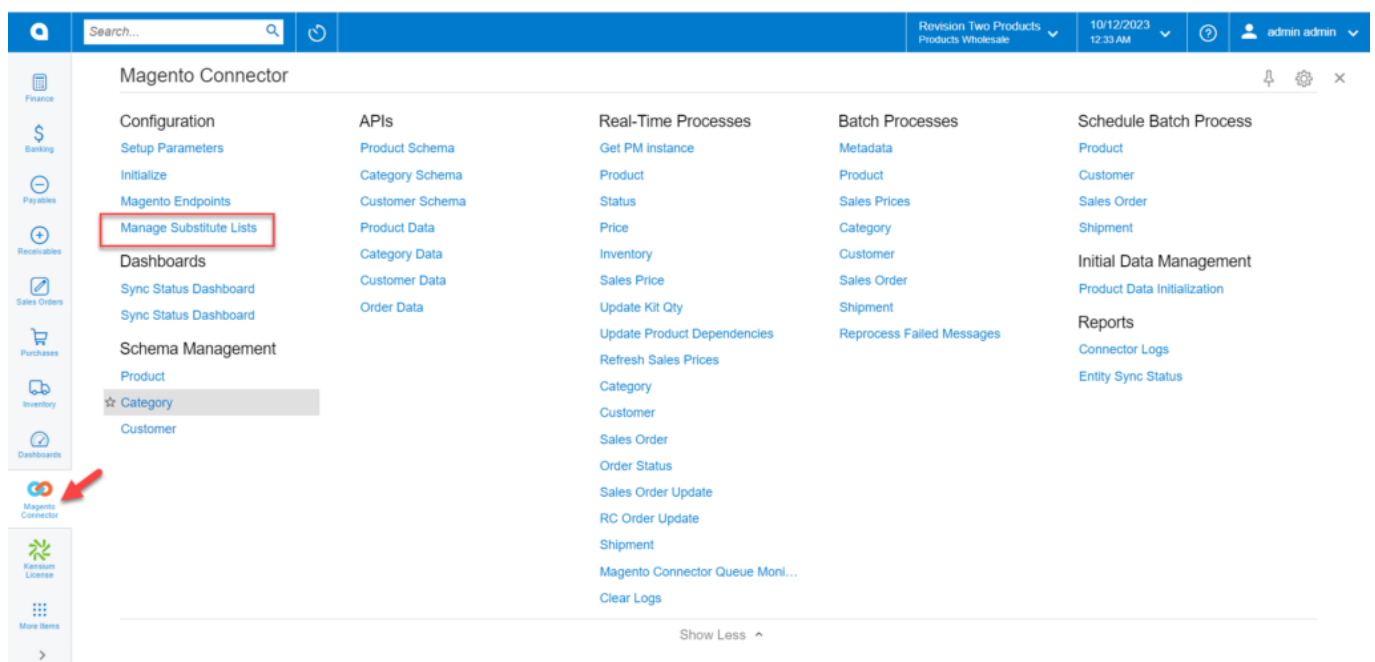 Search...
Revision Two Products
Products Wholesale
10/12/2023
12:33 AM
admin admin
Finance
Banking
Payables
Receivables
Sales Orders
Purchases
Inventory
Dashboards
Magento
Connector
Kensium
License
More Items
Magento Connector
Configuration
Setup Parameters
Initialize
Magento Endpoints
Manage Substitute Lists
Dashboards
Sync Status Dashboard
Sync Status Dashboard
Schema Management
Product
Category
Customer
APIs
Product Schema
Category Schema
Customer Schema
Product Data
Category Data
Customer Data
Order Data
Real-Time Processes
Get PM instance
Product
Status
Price
Inventory
Sales Price
Update Kit Qty
Update Product Dependencies
Refresh Sales Prices
Category
Customer
Sales Order
Order Status
Sales Order Update
RC Order Update
Shipment
Magento Connector Queue Moni...
Clear Logs
Batch Processes
Metadata
Product
Sales Prices
Category
Customer
Sales Order
Shipment
Reprocess Failed Messages
Schedule Batch Process
Product
Customer
Sales Order
Shipment
Initial Data Management
Product Data Initialization
Reports
Connector Logs
Entity Sync Status
Show Less